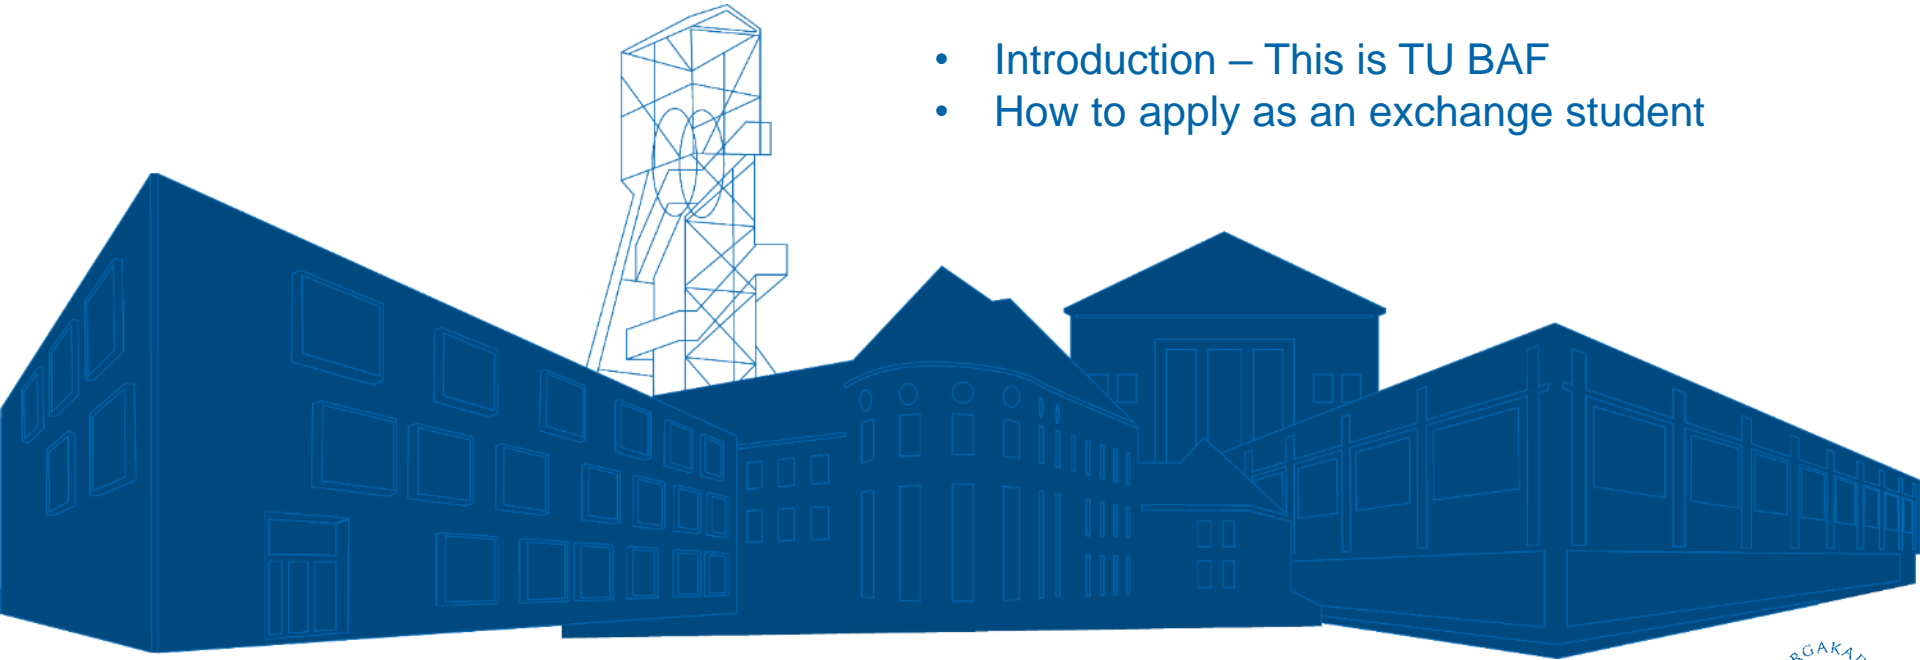 • Introduction – This is TU BAF
• How to apply as an exchange student